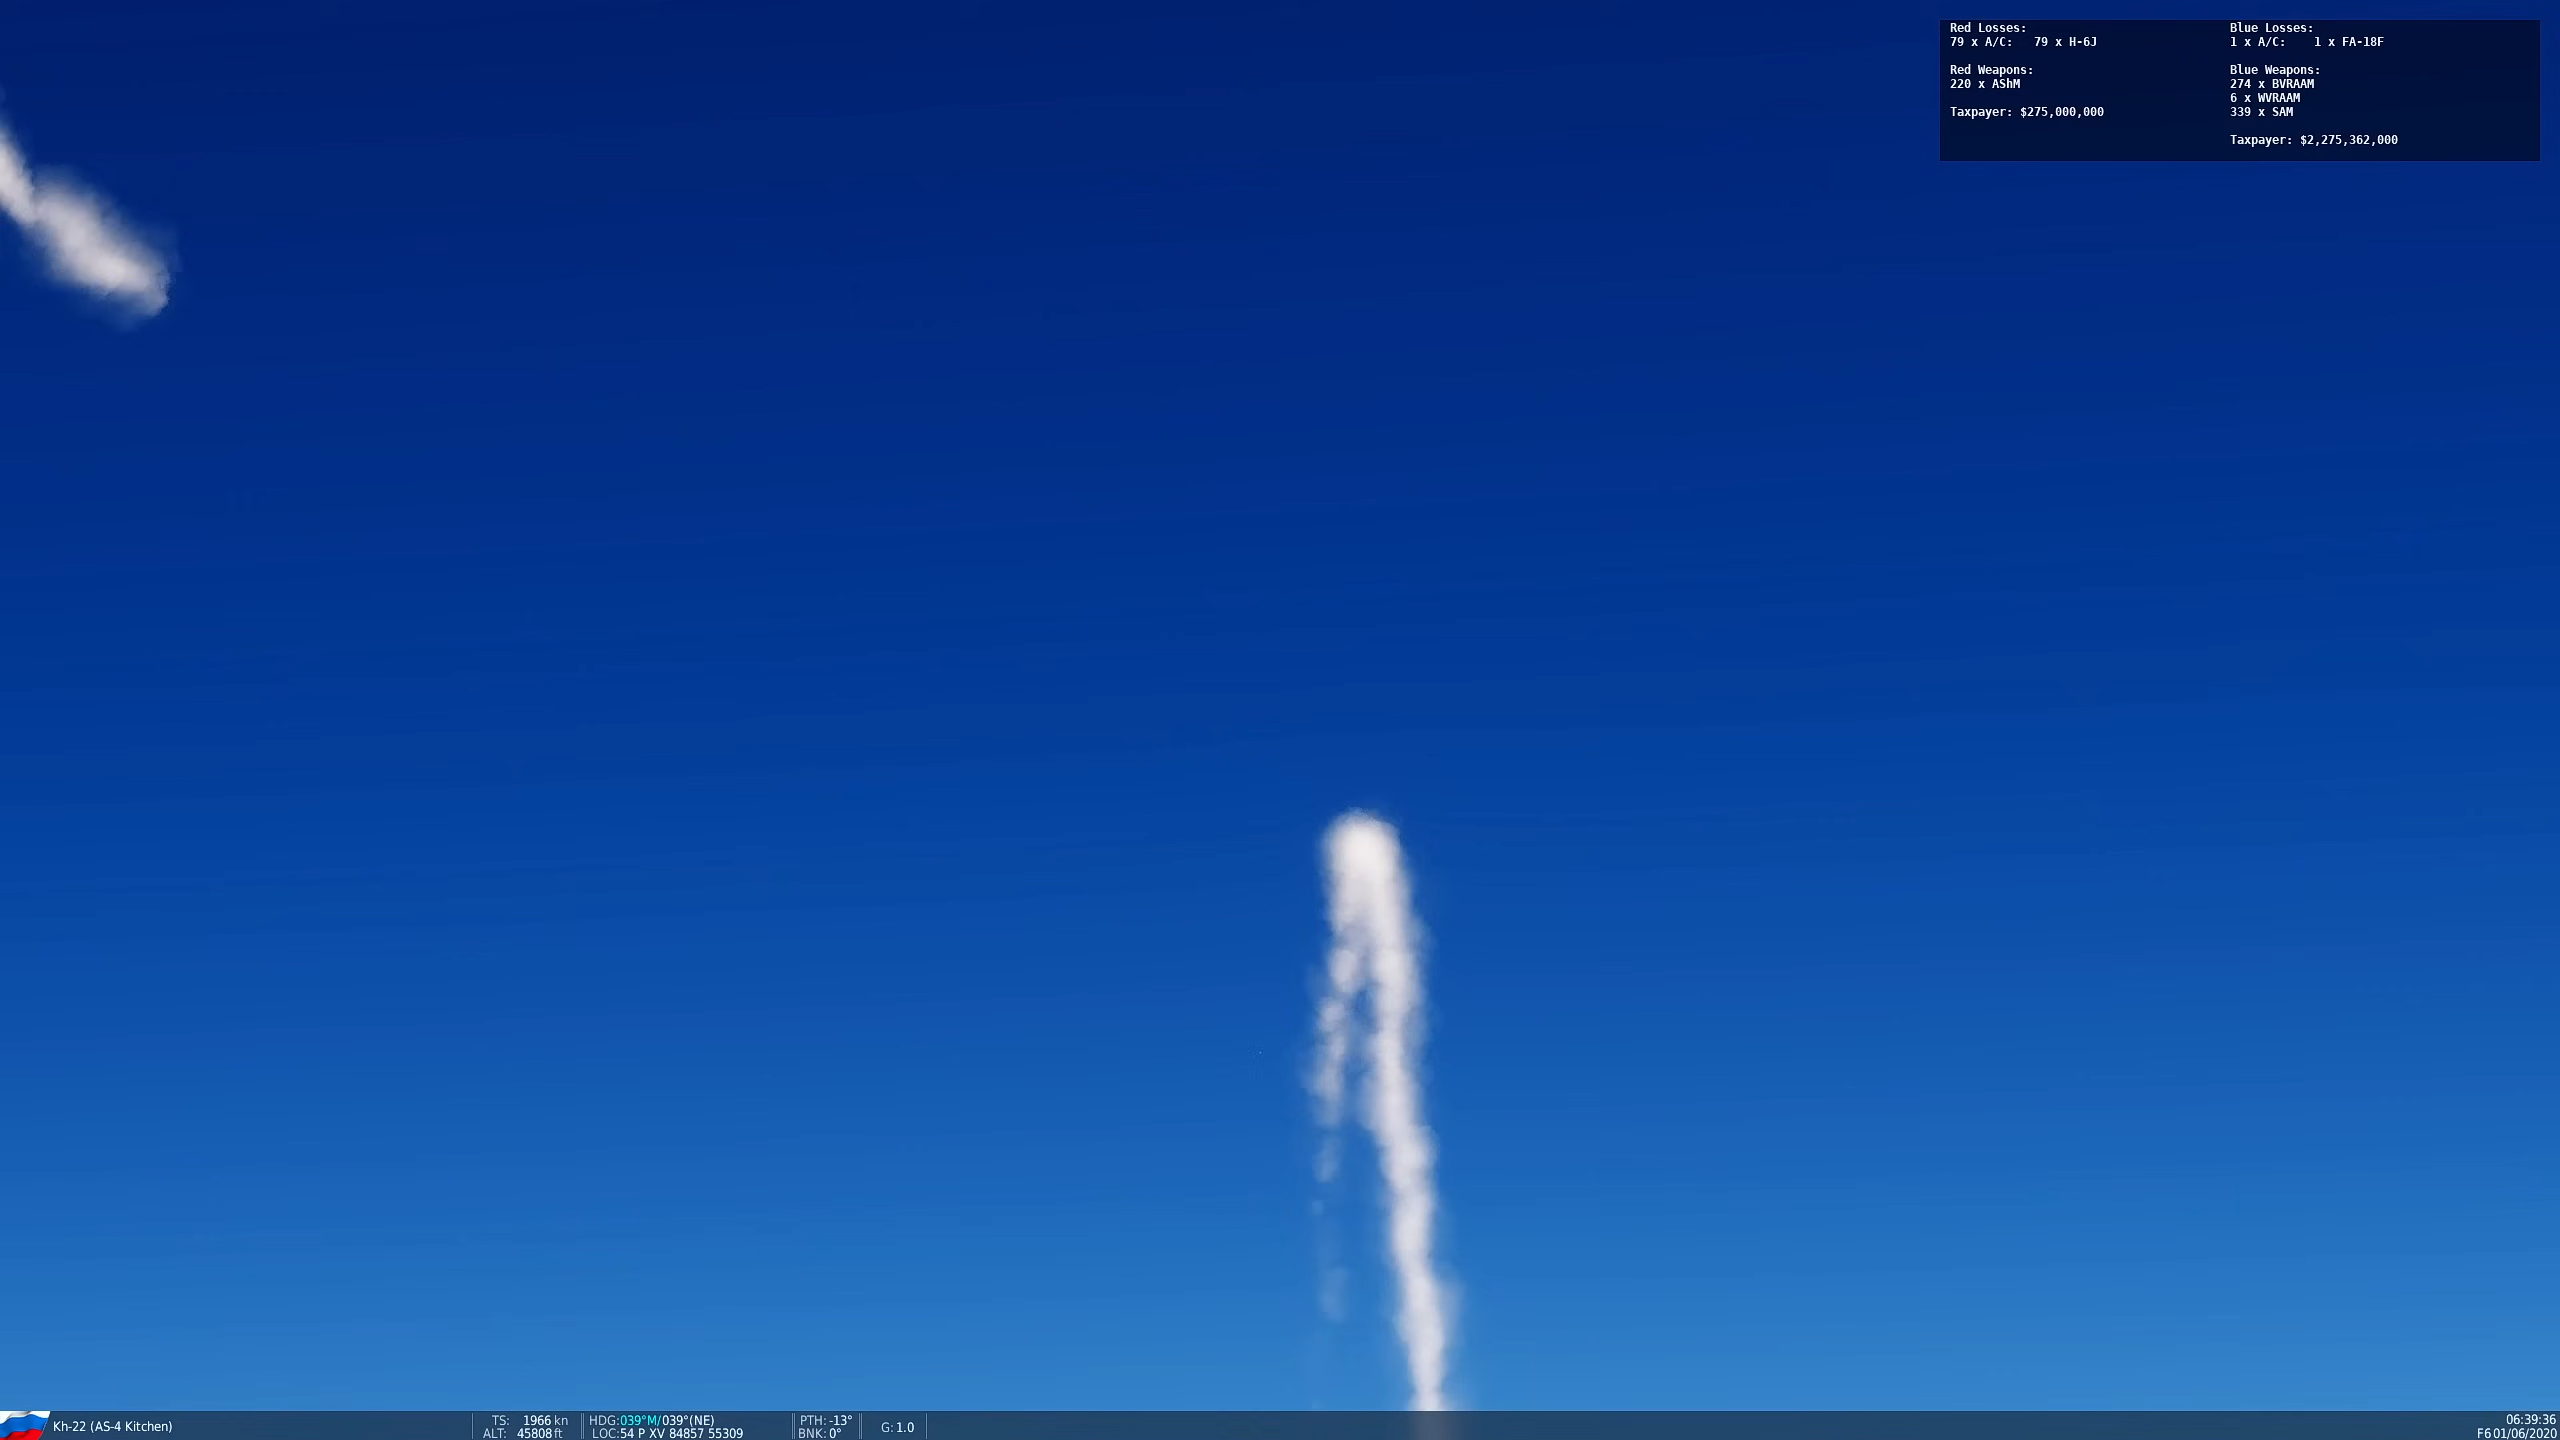 Red Losses:
79 x A/C:   79 x H-6J
Red Weapons:
220 x AShM
Taxpayer: $275,000,000
Blue Losses:
1 x A/C:    1 x FA-18F
Blue Weapons:
274 x BVRAAM
6 x WVRAAM
339 x SAM
Taxpayer: $2,275,362,000
Kh-22 (AS-4 Kitchen)
TS: 1966 kn
ALT: 45808 ft
HDG:039°M/039°(NE)
LOC:54 P XV 84857 55309
PTH:-13°
BNK: 0°
G: 1.0
06:39:36
F6 01/06/2020